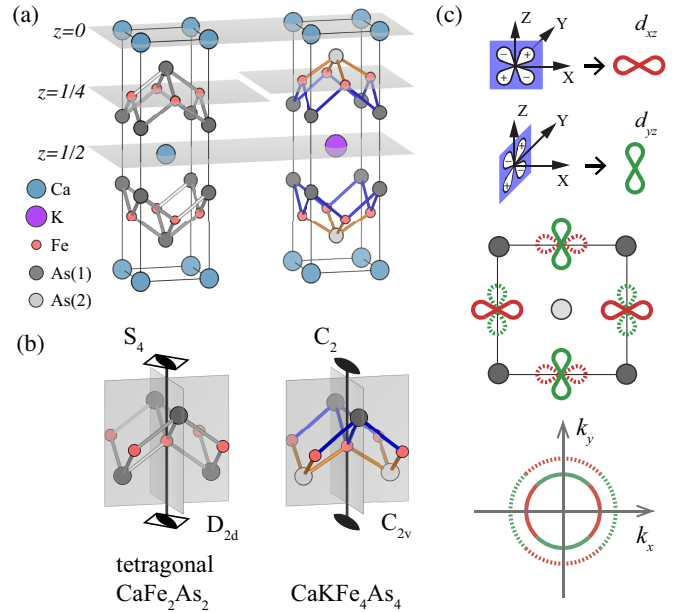 (a)
z=0
z=1/4
z=1/2
Ca
K
Fe
As(1)
As(2)
(b)
S₄
D₂d
tetragonal
CaFe₂As₂
C₂
C₂v
CaKFe₄As₄
(c)
Z
Y
X
− +
+ −
dxz
Z
Y
X
+
−
−
+
dyz
ky
kx